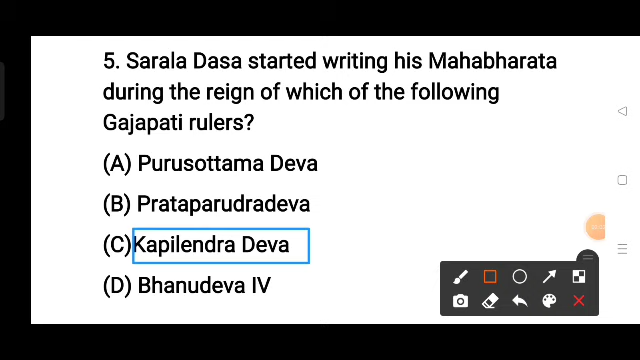 5. Sarala Dasa started writing his Mahabharata
during the reign of which of the following
Gajapati rulers?
(A) Purusottama Deva
(B) Prataparudradeva
(C)Kapilendra Deva
(D) Bhanudeva IV